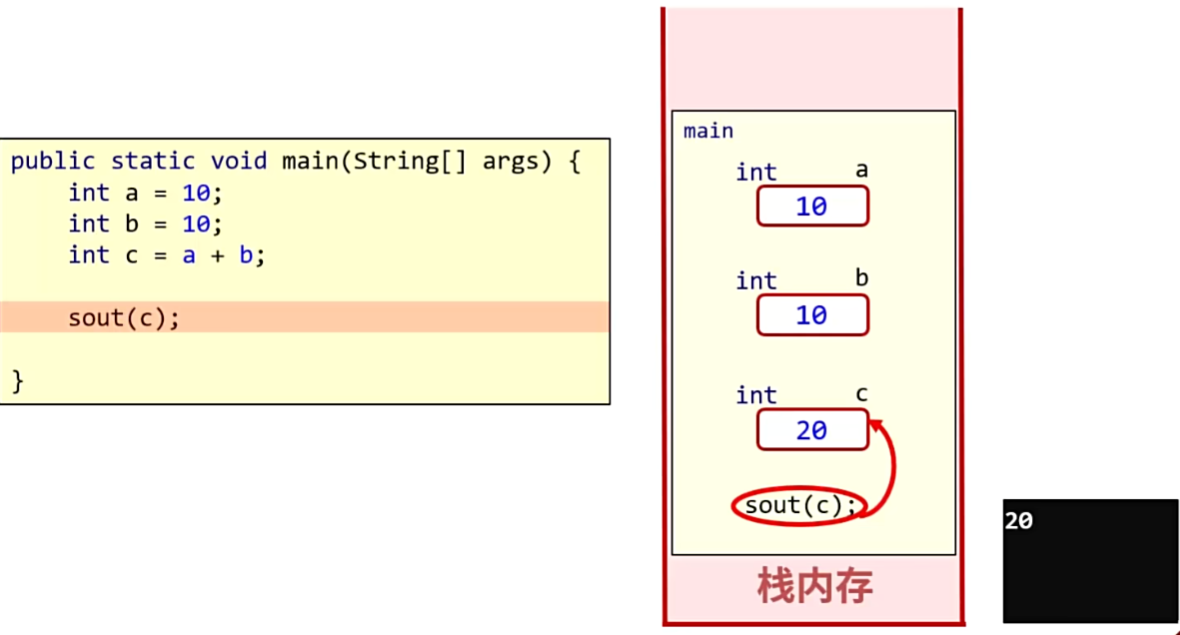 public static void main(String[] args) {
    int a = 10;
    int b = 10;
    int c = a + b;
    sout(c);
}
main
int a
10
int b
10
int c
20
sout(c);
栈内存
20